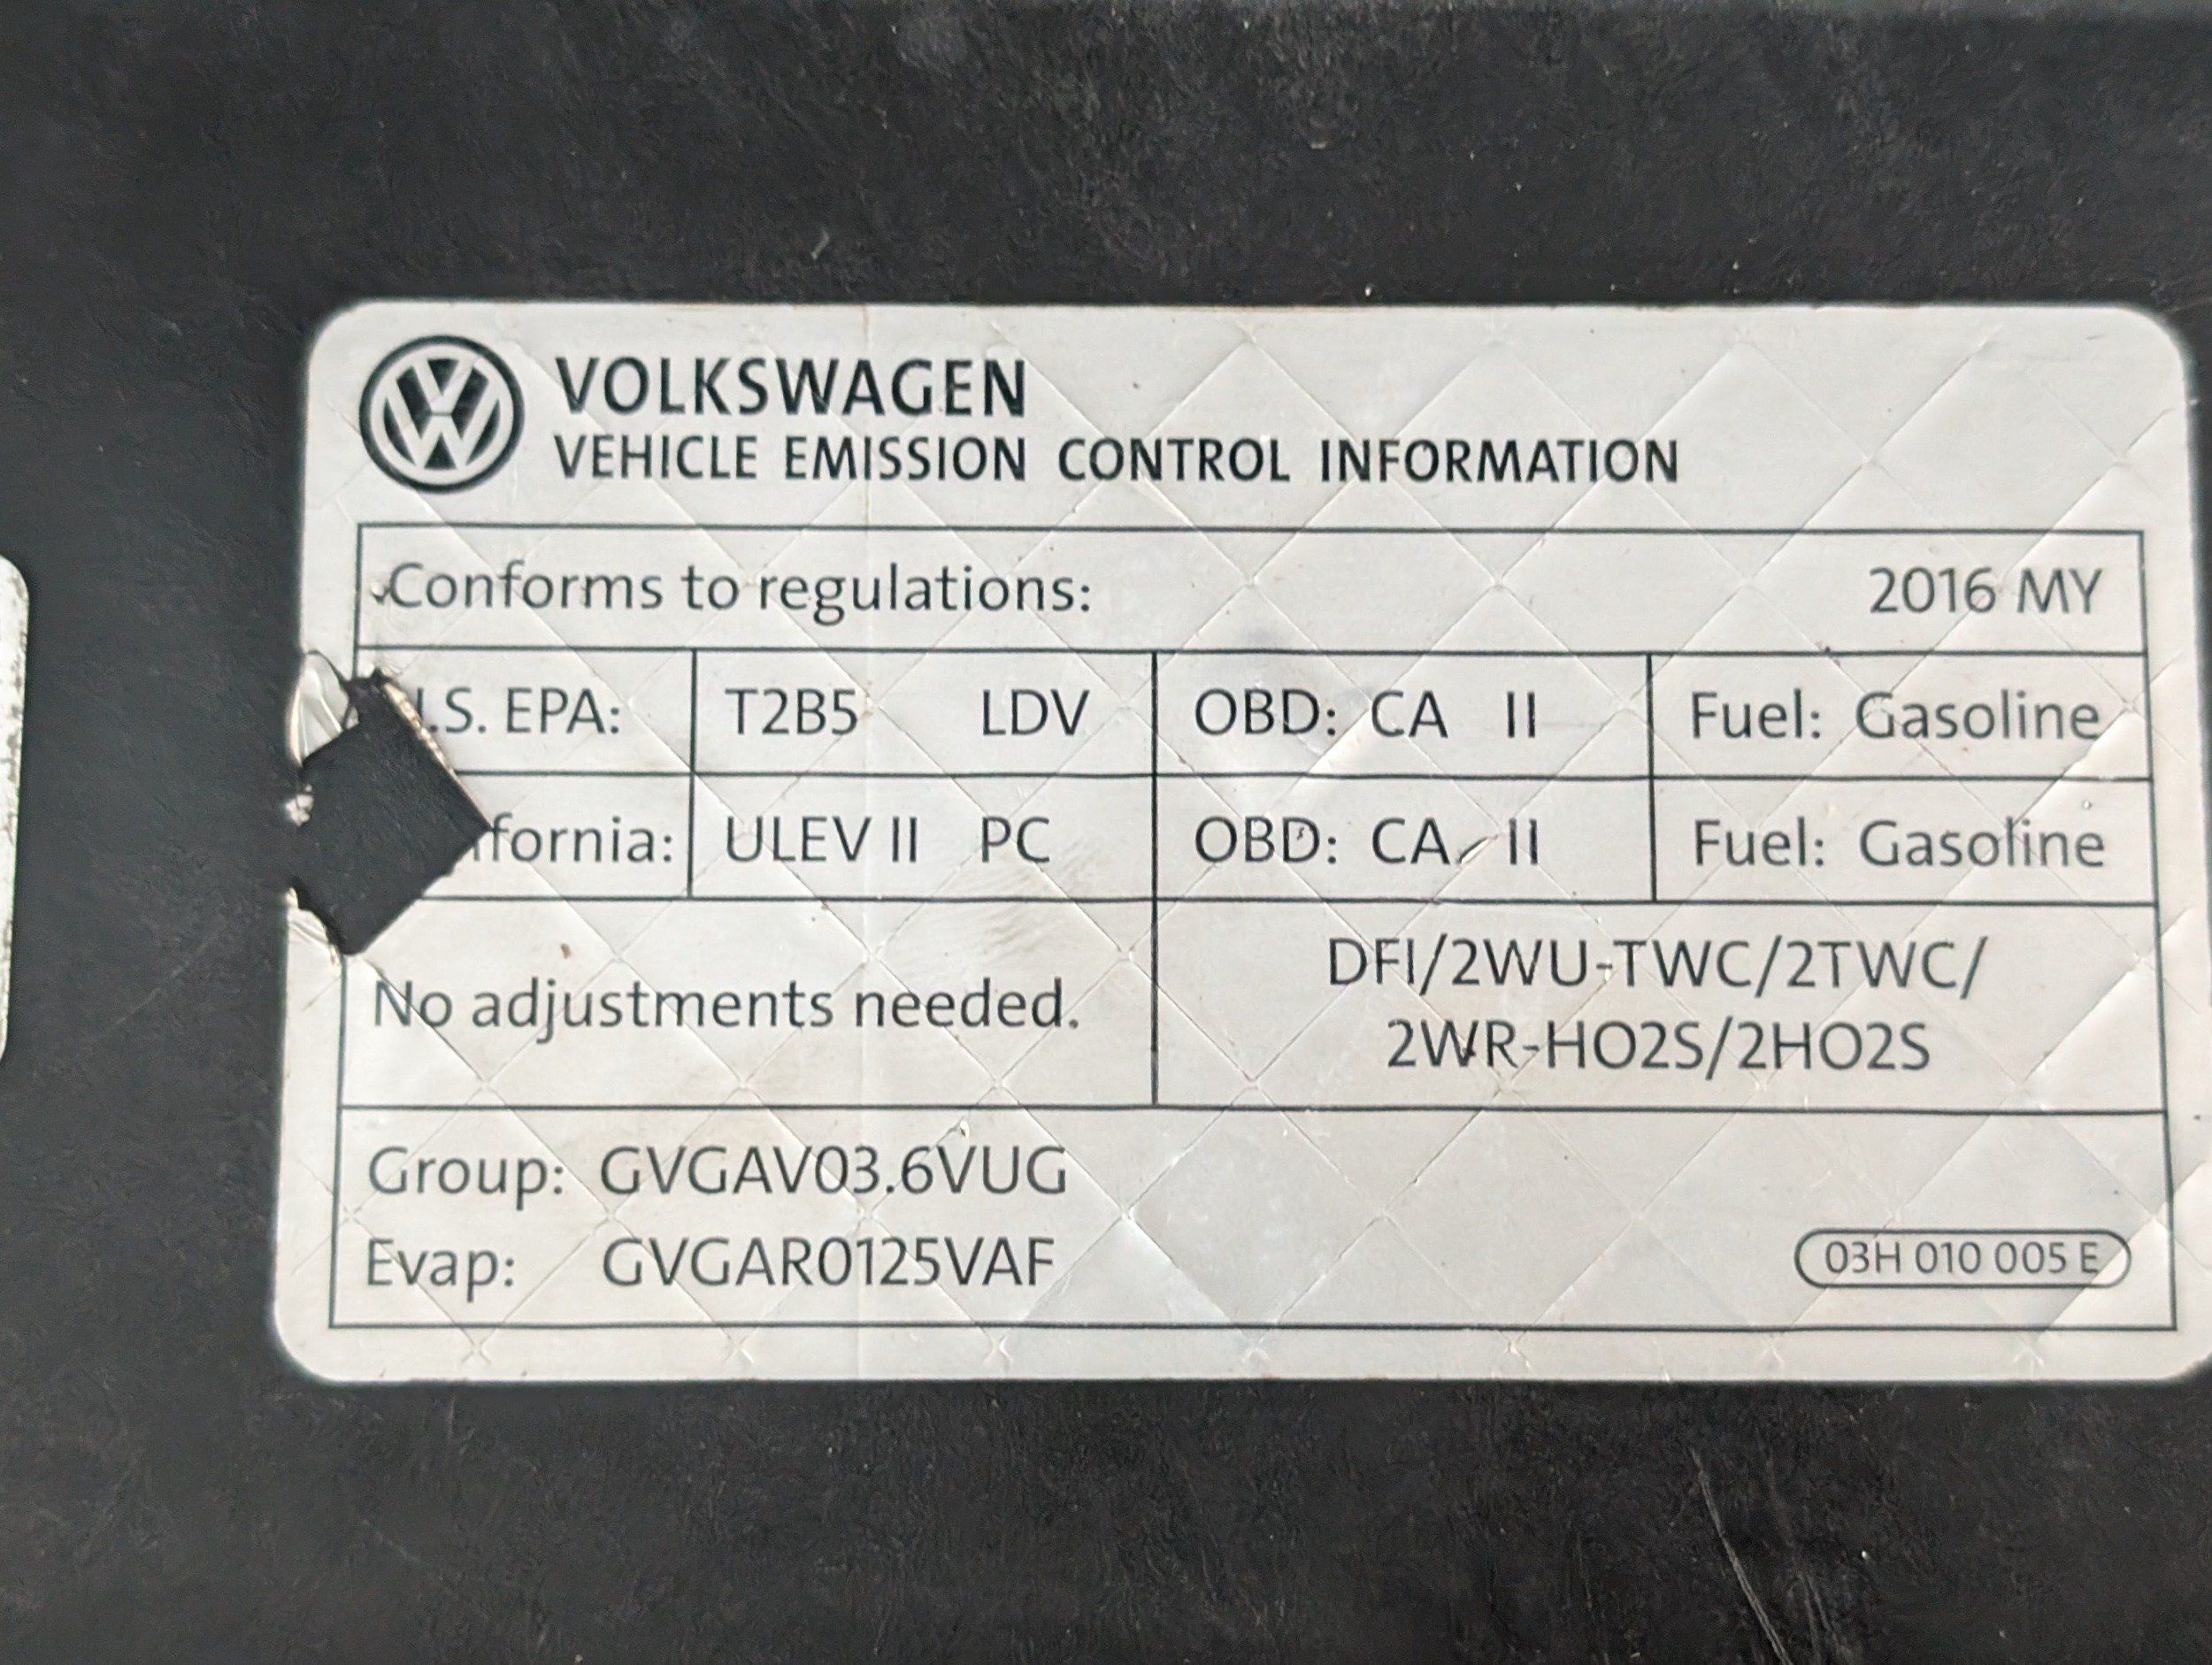 VOLKSWAGEN
VEHICLE EMISSION CONTROL INFORMATION
Conforms to regulations: 2016 MY
.S. EPA: T2B5 LDV OBD: CA II Fuel: Gasoline
fornia: ULEV II PC OBD: CA II Fuel: Gasoline
No adjustments needed.
DFI/2WU-TWC/2TWC/
2WR-HO2S/2HO2S
Group: GVGAV03.6VUG
Evap: GVGAR0125VAF
03H 010 005 E